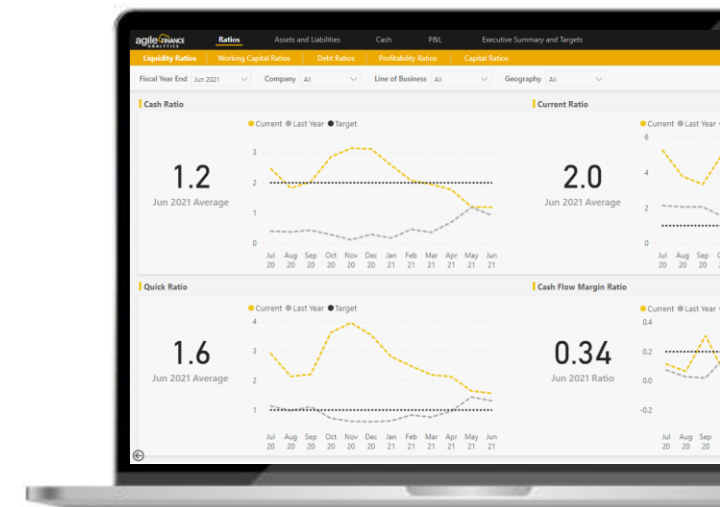 agile FINANCE
ANALYTICS
Ratios Assets and Liabilities Cash P&L Executive Summary and Targets
Liquidity Ratios Working Capital Ratios Debt Ratios Profitability Ratios Capital Ratios
Fiscal Year End Jun 2021 Company All Line of Business All Geography All
Cash Ratio
Current Last Year Target
1.2
Jun 2021 Average
3
2
1
0
Jul Aug Sep Oct Nov Dec Jan Feb Mar Apr May Jun
20 20 20 20 20 20 21 21 21 21 21 21
Current Ratio
Current Last Year
2.0
Jun 2021 Average
6
4
2
0
Jul Aug Sep
20 20 20
Quick Ratio
Current Last Year Target
1.6
Jun 2021 Average
4
3
2
1
Jul Aug Sep Oct Nov Dec Jan Feb Mar Apr May Jun
20 20 20 20 20 20 21 21 21 21 21 21
Cash Flow Margin Ratio
Current Last Year
0.34
Jun 2021 Ratio
0.4
0.2
0.0
-0.2
Jul Aug Sep
20 20 20